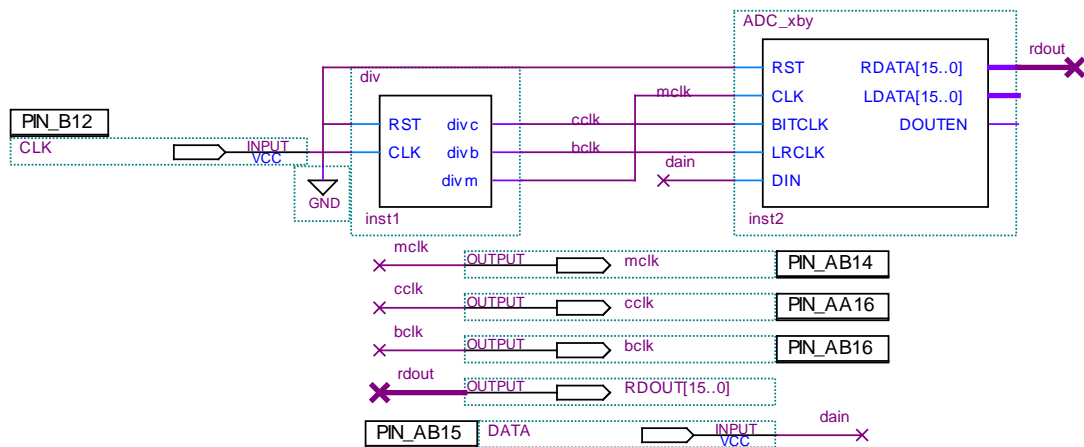 ADC_xby
rdout
div
RST
RDATA[15..0]
mclk
CLK
LDATA[15..0]
PIN_B12
RST
divc
cclk
BITCLK
DOUTEN
CLK
INPUT
VCC
CLK
divb
bclk
LRCLK
dain
divm
DIN
GND
inst1
inst2
mclk
OUTPUT
mclk
PIN_AB14
cclk
OUTPUT
cclk
PIN_AA16
bclk
OUTPUT
bclk
PIN_AB16
rdout
OUTPUT
RDOUT[15..0]
PIN_AB15
DATA
INPUT
VCC
dain